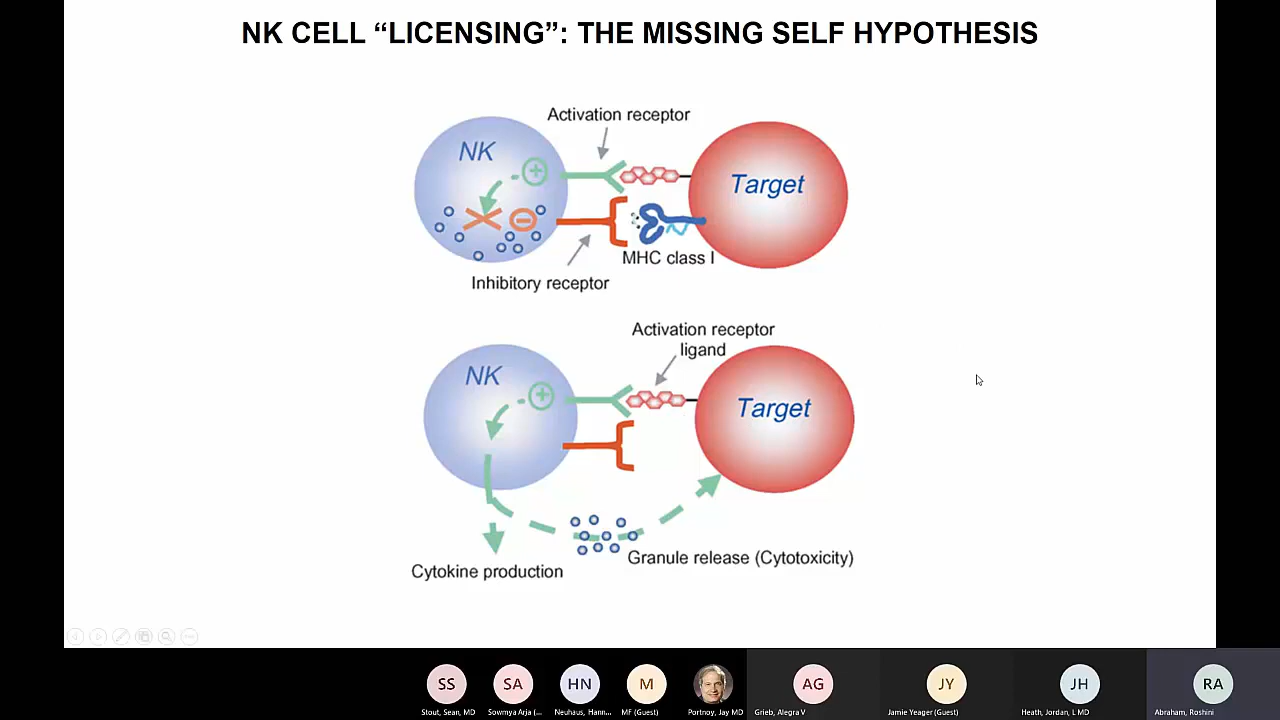 NK CELL “LICENSING”: THE MISSING SELF HYPOTHESIS
Activation receptor
NK
+
Target
−
MHC class I
Inhibitory receptor
Activation receptor
ligand
NK
+
Target
Granule release (Cytotoxicity)
Cytokine production
SS
SA
HN
M
AG
JY
JH
RA
Stout, Sean, MD
Sowmya Arja (...
Neuhaus, Hann...
MF (Guest)
Portnoy, Jay MD
Grieb, Alegra V
Jamie Yeager (Guest)
Heath, Jordan, L MD
Abraham, Roshini